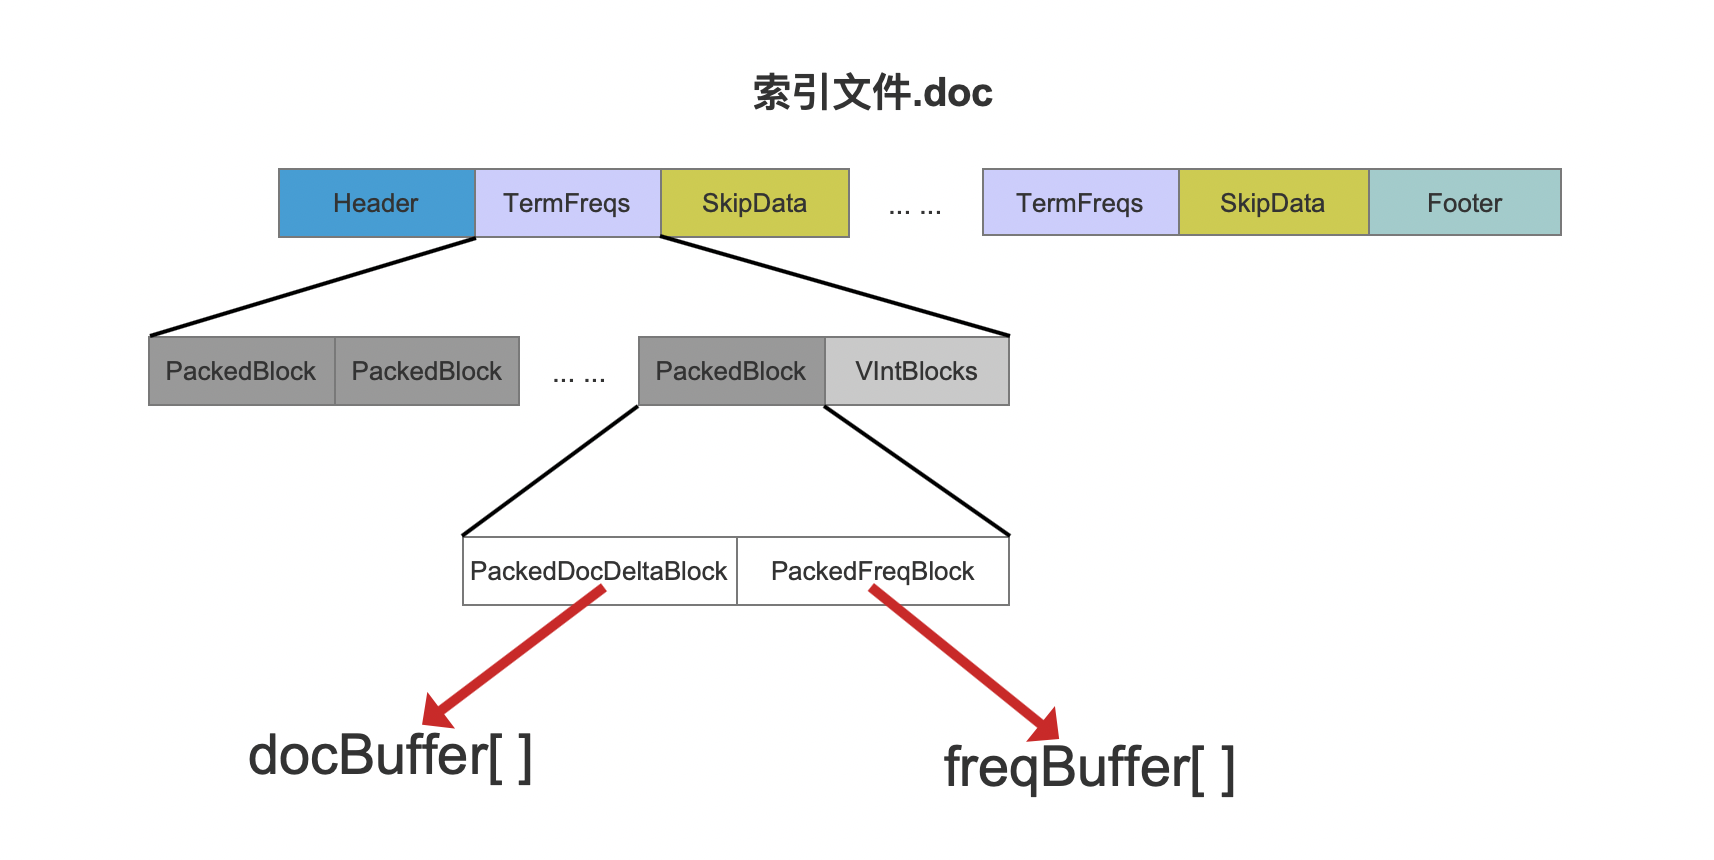 索引文件.doc
Header TermFreqs SkipData ... ... TermFreqs SkipData Footer
PackedBlock PackedBlock ... ... PackedBlock VIntBlocks
PackedDocDeltaBlock PackedFreqBlock
docBuffer[ ] freqBuffer[ ]